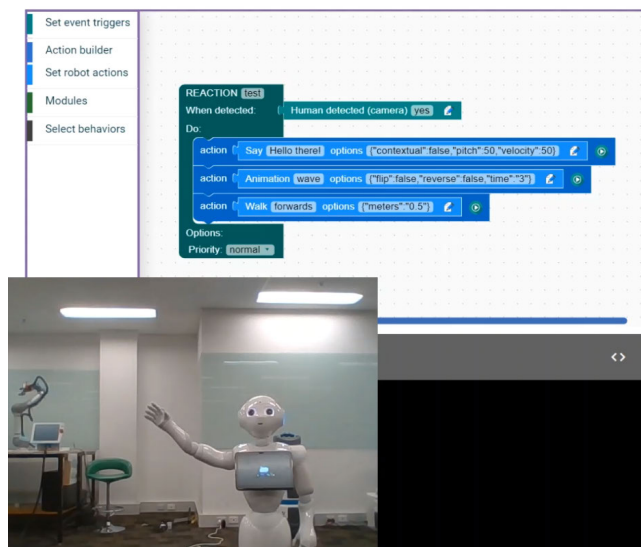 Set event triggers
Action builder
Set robot actions
Modules
Select behaviors
REACTION test
When detected: Human detected (camera) yes
Do:
action Say Hello there! options {"contextual":false,"pitch":50,"velocity":50}
action Animation wave options {"flip":false,"reverse":false,"time":"3"}
action Walk forwards options {"meters":"0.5"}
Options:
Priority: normal